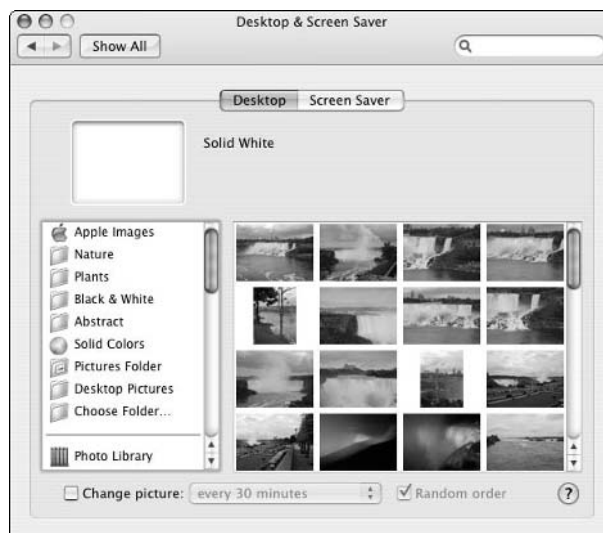 Desktop & Screen Saver
Show All
Desktop
Screen Saver
Solid White
Apple Images
Nature
Plants
Black & White
Abstract
Solid Colors
Pictures Folder
Desktop Pictures
Choose Folder...
Photo Library
Change picture: every 30 minutes
Random order
?